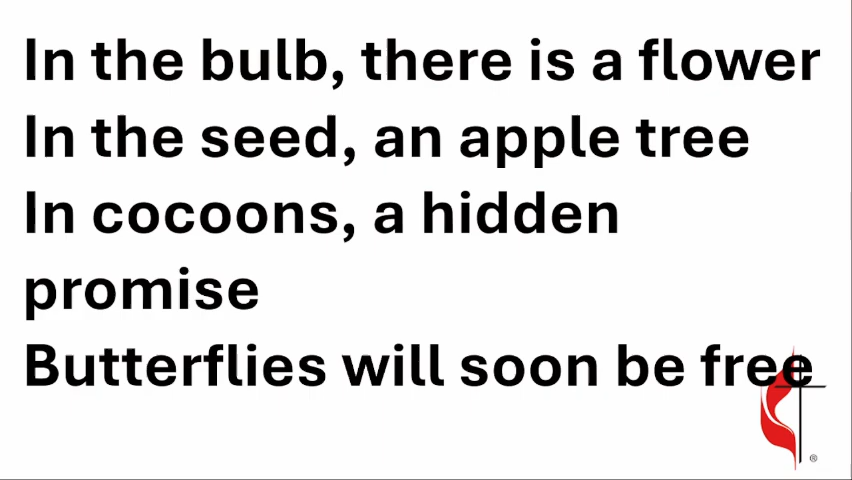 In the bulb, there is a flower
In the seed, an apple tree
In cocoons, a hidden
promise
Butterflies will soon be free
®